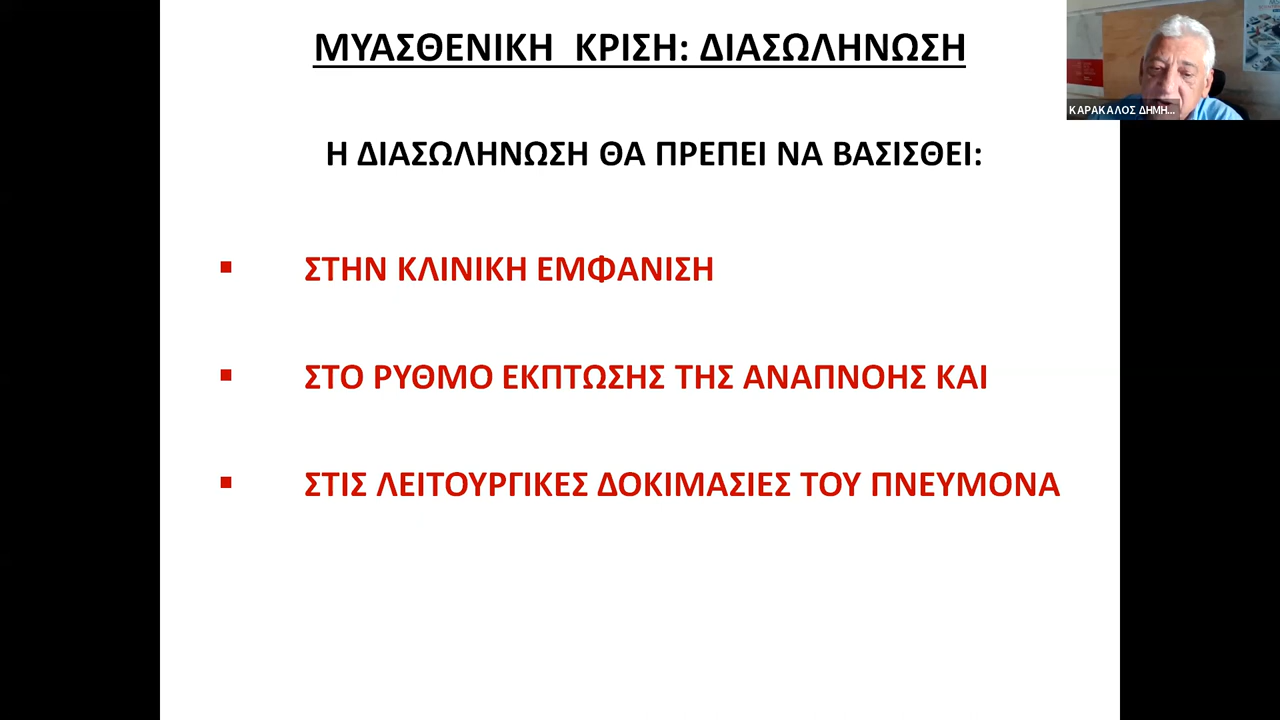 ΜΥΑΣΘΕΝΙΚΗ ΚΡΙΣΗ: ΔΙΑΣΩΛΗΝΩΣΗ
ΚΑΡΑΚΑΛΟΣ ΔΗΜΗ...
Η ΔΙΑΣΩΛΗΝΩΣΗ ΘΑ ΠΡΕΠΕΙ ΝΑ ΒΑΣΙΣΘΕΙ:
▪ ΣΤΗΝ ΚΛΙΝΙΚΗ ΕΜΦΑΝΙΣΗ
▪ ΣΤΟ ΡΥΘΜΟ ΕΚΠΤΩΣΗΣ ΤΗΣ ΑΝΑΠΝΟΗΣ ΚΑΙ
▪ ΣΤΙΣ ΛΕΙΤΟΥΡΓΙΚΕΣ ΔΟΚΙΜΑΣΙΕΣ ΤΟΥ ΠΝΕΥΜΟΝΑ